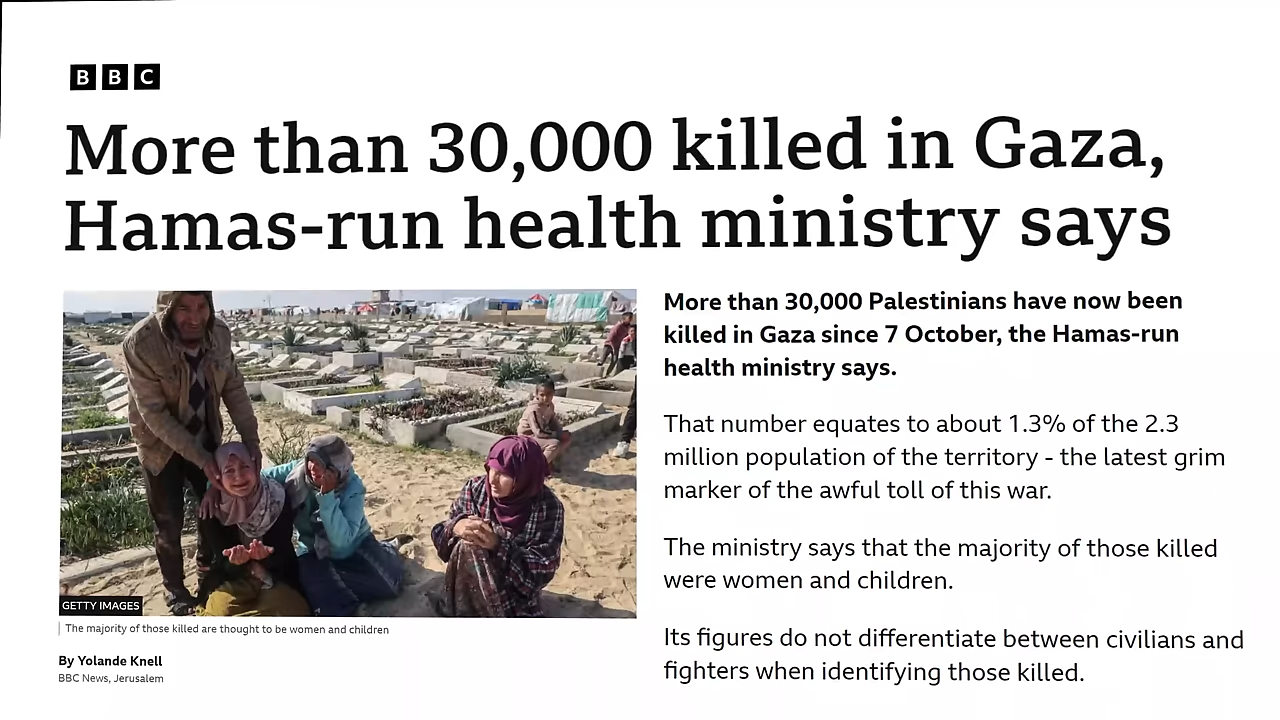 BBC
More than 30,000 killed in Gaza,
Hamas-run health ministry says
GETTY IMAGES
The majority of those killed are thought to be women and children
By Yolande Knell
BBC News, Jerusalem
More than 30,000 Palestinians have now been
killed in Gaza since 7 October, the Hamas-run
health ministry says.
That number equates to about 1.3% of the 2.3
million population of the territory - the latest grim
marker of the awful toll of this war.
The ministry says that the majority of those killed
were women and children.
Its figures do not differentiate between civilians and
fighters when identifying those killed.